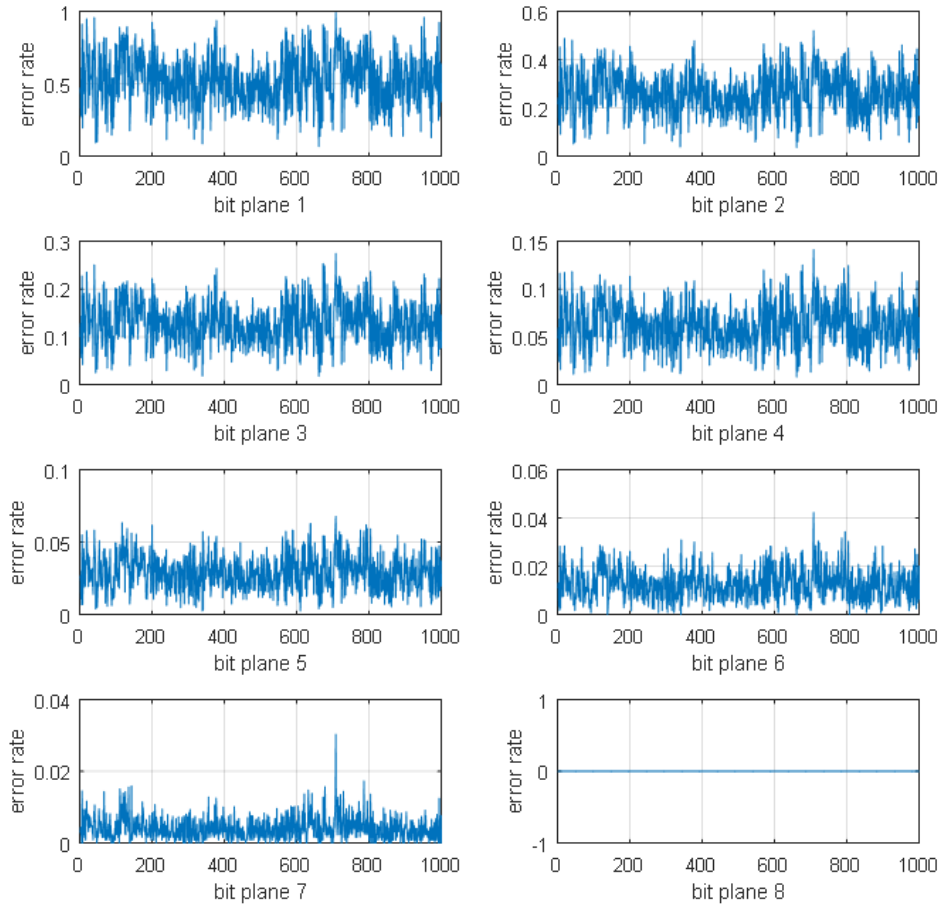 1
0.5
0
error rate
0 200 400 600 800 1000
bit plane 1
0.6
0.4
0.2
0
error rate
0 200 400 600 800 1000
bit plane 2
0.3
0.2
0.1
0
error rate
0 200 400 600 800 1000
bit plane 3
0.15
0.1
0.05
0
error rate
0 200 400 600 800 1000
bit plane 4
0.1
0.05
0
error rate
0 200 400 600 800 1000
bit plane 5
0.06
0.04
0.02
0
error rate
0 200 400 600 800 1000
bit plane 6
0.04
0.02
0
error rate
0 200 400 600 800 1000
bit plane 7
1
0
-1
error rate
0 200 400 600 800 1000
bit plane 8